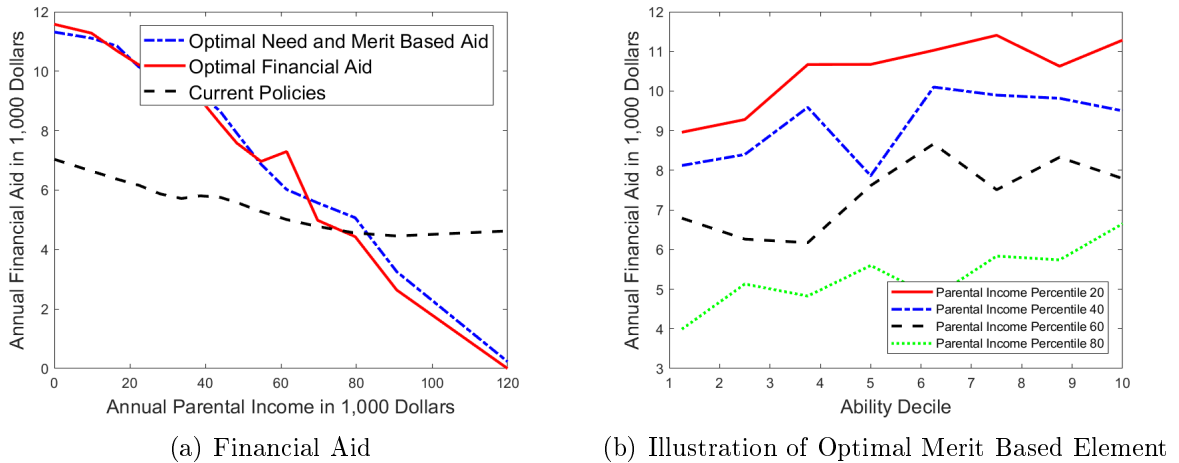 12
10
8
6
4
2
0
0 20 40 60 80 100 120
Annual Financial Aid in 1,000 Dollars
Annual Parental Income in 1,000 Dollars
Optimal Need and Merit Based Aid
Optimal Financial Aid
Current Policies
(a) Financial Aid
12
11
10
9
8
7
6
5
4
3
1 2 3 4 5 6 7 8 9 10
Annual Financial Aid in 1,000 Dollars
Ability Decile
Parental Income Percentile 20
Parental Income Percentile 40
Parental Income Percentile 60
Parental Income Percentile 80
(b) Illustration of Optimal Merit Based Element